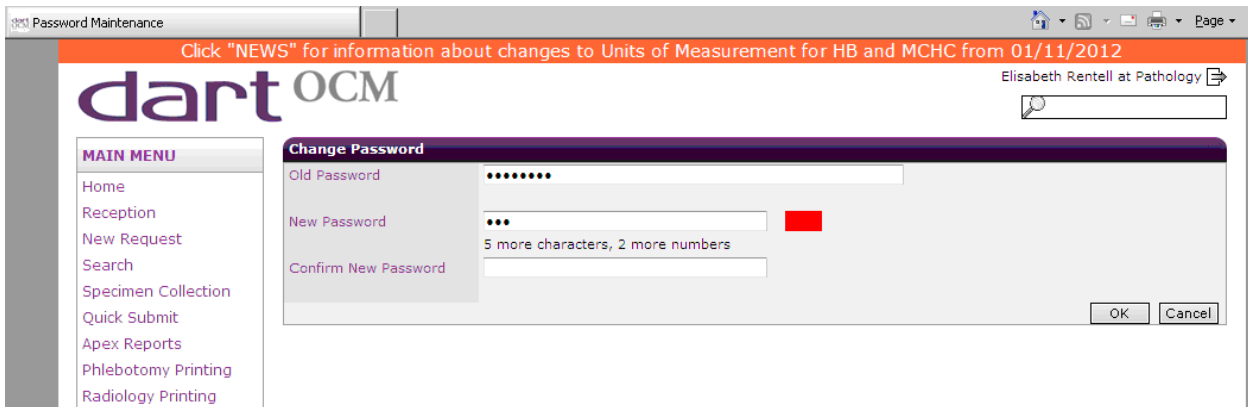 Password Maintenance
Page
Click "NEWS" for information about changes to Units of Measurement for HB and MCHC from 01/11/2012
dart OCM
Elisabeth Rentell at Pathology
MAIN MENU
Home
Reception
New Request
Search
Specimen Collection
Quick Submit
Apex Reports
Phlebotomy Printing
Radiology Printing
Change Password
Old Password ••••••••
New Password •••
5 more characters, 2 more numbers
Confirm New Password
OK Cancel